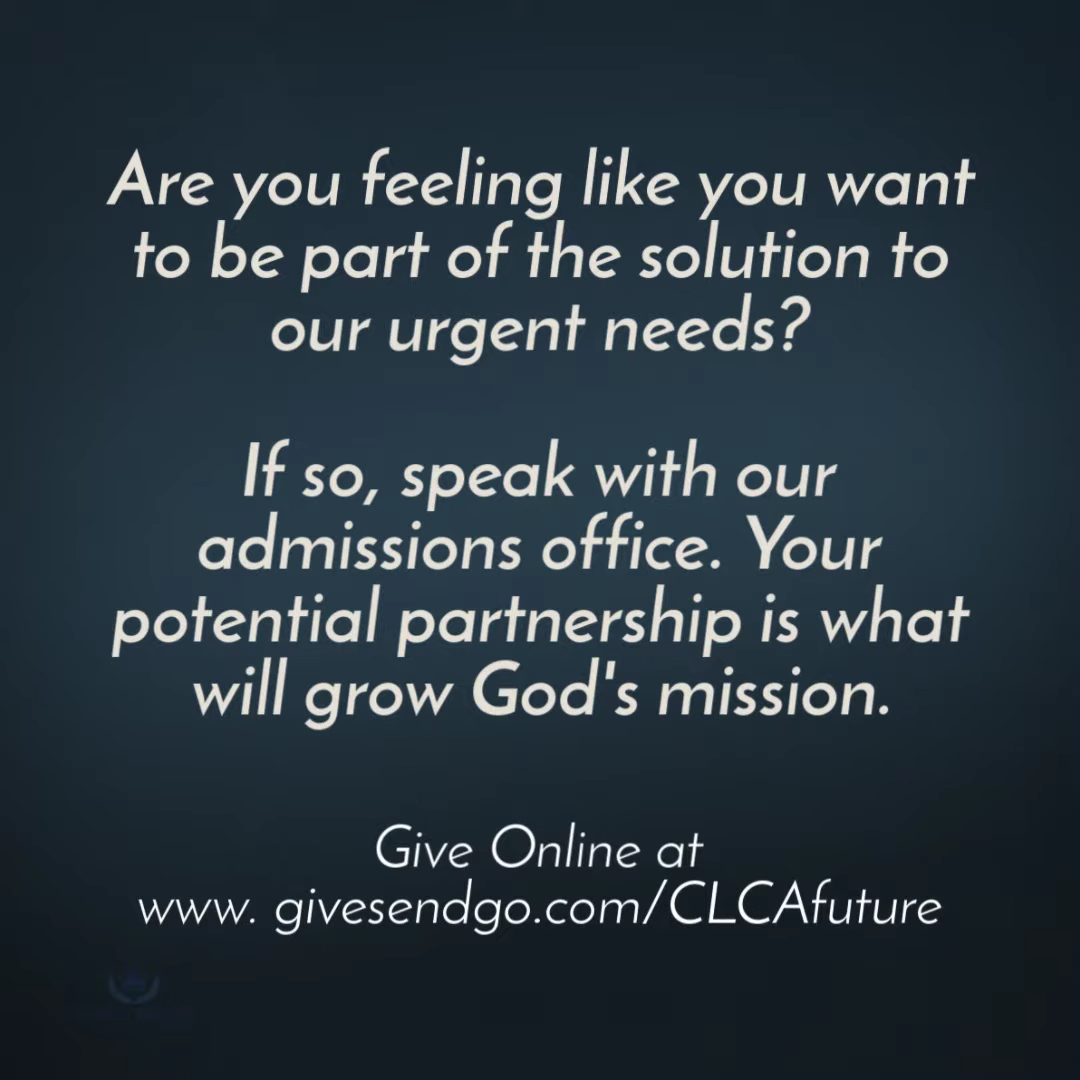 Are you feeling like you want
to be part of the solution to
our urgent needs?
If so, speak with our
admissions office. Your
potential partnership is what
will grow God's mission.
Give Online at
www. givesendgo.com/CLCAfuture